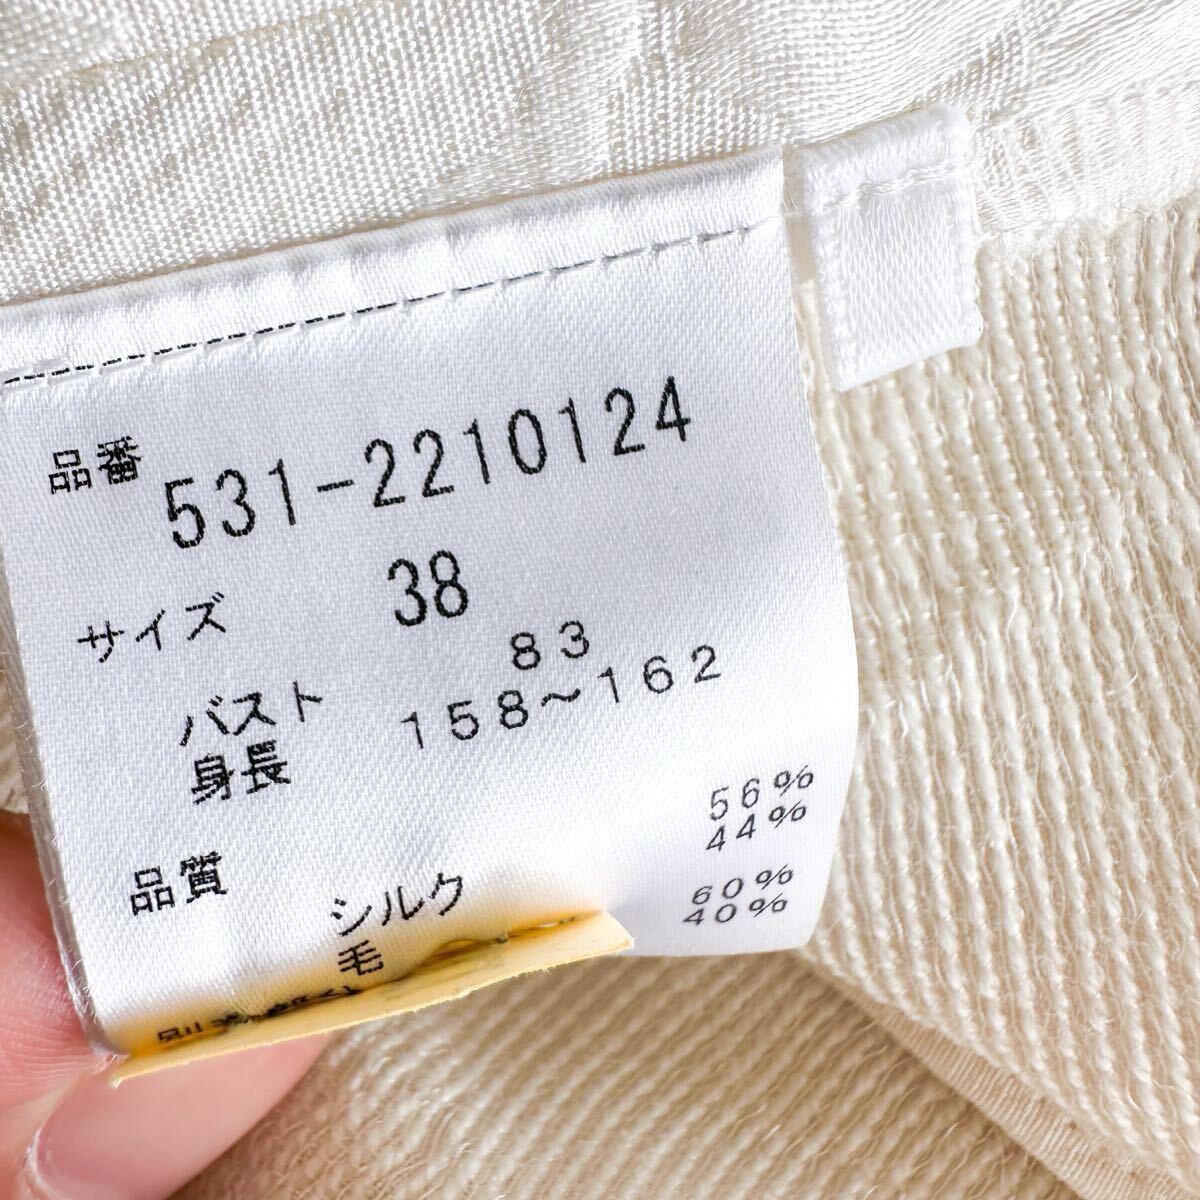 品番 531-2210124
サイズ 38
バスト 83
身長 158～162
品質 シルク 56%
毛 44%
60%
40%